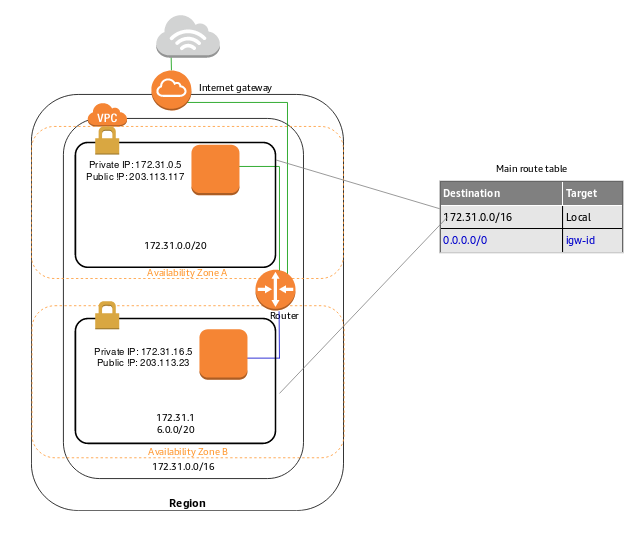 Internet gateway
VPC
Private IP: 172.31.0.5
Public !P: 203.113.117
172.31.0.0/20
Availability Zone A
Router
Private IP: 172.31.16.5
Public !P: 203.113.23
172.31.1
6.0.0/20
Availability Zone B
172.31.0.0/16
Region
Main route table
Destination Target
172.31.0.0/16 Local
0.0.0.0/0 igw-id